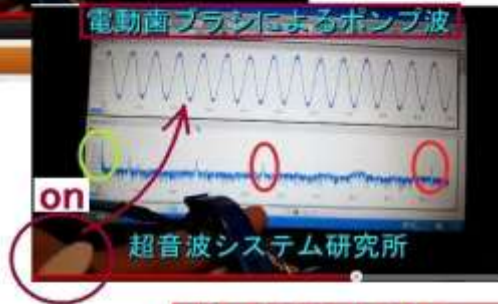 電動歯ブラシによるポンプ波
on
超音波システム研究所